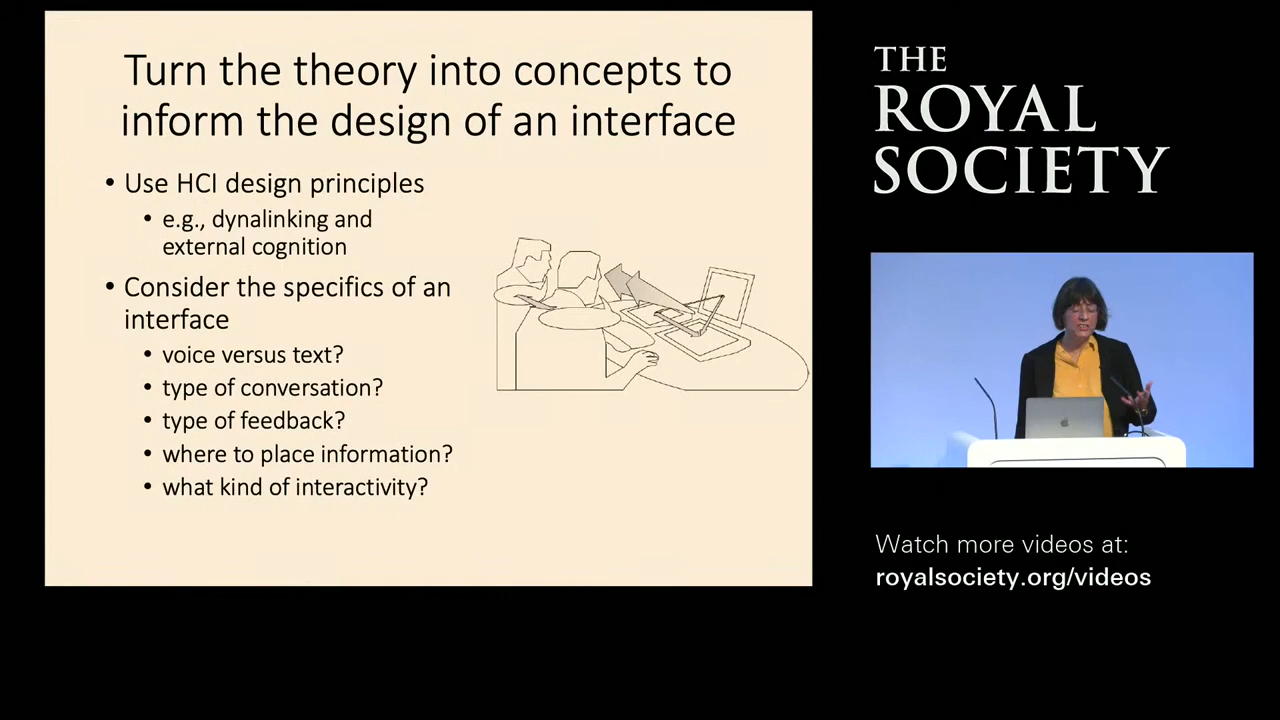 Turn the theory into concepts to
inform the design of an interface
• Use HCI design principles
• e.g., dynalinking and
external cognition
• Consider the specifics of an
interface
• voice versus text?
• type of conversation?
• type of feedback?
• where to place information?
• what kind of interactivity?
THE
ROYAL
SOCIETY
Watch more videos at:
royalsociety.org/videos